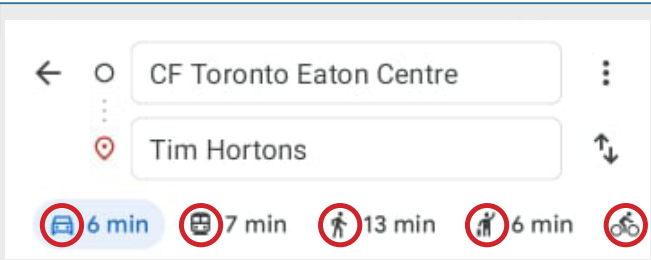 CF Toronto Eaton Centre
Tim Hortons
6 min 7 min 13 min 6 min